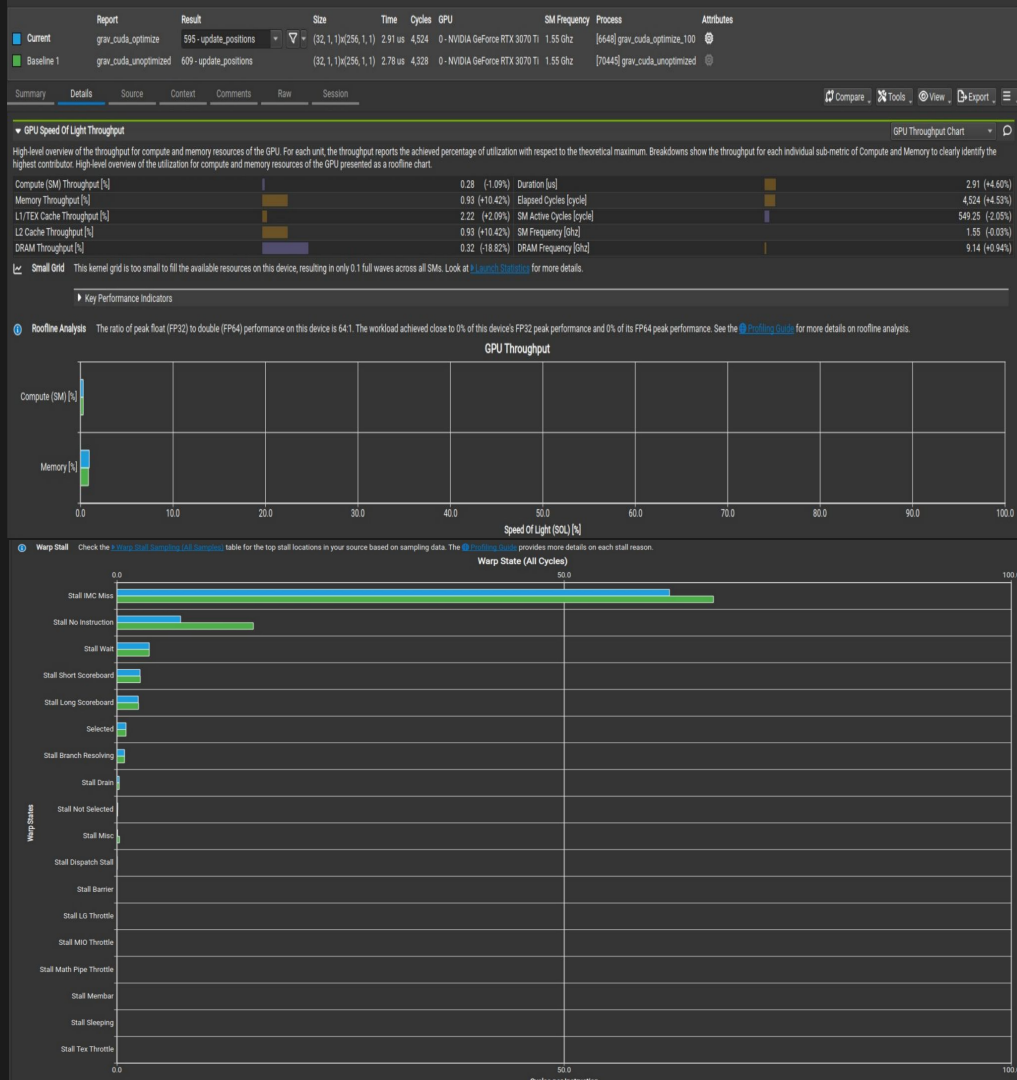 Report Result Size Time Cycles GPU SM Frequency Process Attributes
Current grav_cuda_optimize 595 - update_positions (32, 1, 1)x(256, 1, 1) 2.91 us 4,524 0 - NVIDIA GeForce RTX 3070 Ti 1.55 Ghz [6648] grav_cuda_optimize_100
Baseline 1 grav_cuda_unoptimized 609 - update_positions (32, 1, 1)x(256, 1, 1) 2.78 us 4,328 0 - NVIDIA GeForce RTX 3070 Ti 1.55 Ghz [70445] grav_cuda_unoptimized
Summary Details Source Context Comments Raw Session Compare Tools View Export
GPU Speed Of Light Throughput GPU Throughput Chart
High-level overview of the throughput for compute and memory resources of the GPU. For each unit, the throughput reports the achieved percentage of utilization with respect to the theoretical maximum. Breakdowns show the throughput for each individual sub-metric of Compute and Memory to clearly identify the
highest contributor. High-level overview of the utilization for compute and memory resources of the GPU presented as a roofline chart.
Compute (SM) Throughput [%] 0.28 (-1.09%) Duration [us] 2.91 (+4.60%)
Memory Throughput [%] 0.93 (+10.42%) Elapsed Cycles [cycle] 4,524 (+4.53%)
L1/TEX Cache Throughput [%] 2.22 (+2.09%) SM Active Cycles [cycle] 549.25 (-2.05%)
L2 Cache Throughput [%] 0.93 (+10.42%) SM Frequency [Ghz] 1.55 (-0.03%)
DRAM Throughput [%] 0.32 (-18.82%) DRAM Frequency [Ghz] 9.14 (+0.94%)
Small Grid This kernel grid is too small to fill the available resources on this device, resulting in only 0.1 full waves across all SMs. Look at Launch Statistics for more details.
Key Performance Indicators
Roofline Analysis The ratio of peak float (FP32) to double (FP64) performance on this device is 64:1. The workload achieved close to 0% of this device's FP32 peak performance and 0% of its FP64 peak performance. See the Profiling Guide for more details on roofline analysis.
GPU Throughput
Compute (SM) [%]
Memory [%]
0.0 10.0 20.0 30.0 40.0 50.0 60.0 70.0 80.0 90.0 100.0
Speed Of Light (SOL) [%]
Warp Stall Check the Warp Stall Sampling (All Samples) table for the top stall locations in your source based on sampling data. The Profiling Guide provides more details on each stall reason.
Warp State (All Cycles)
0.0 50.0 100.
Stall IMC Miss
Stall No Instruction
Stall Wait
Stall Short Scoreboard
Stall Long Scoreboard
Selected
Stall Branch Resolving
Stall Drain
Stall Not Selected
Warp States
Stall Misc
Stall Dispatch Stall
Stall Barrier
Stall LG Throttle
Stall MIO Throttle
Stall Math Pipe Throttle
Stall Membar
Stall Sleeping
Stall Tex Throttle
0.0 50.0 100.